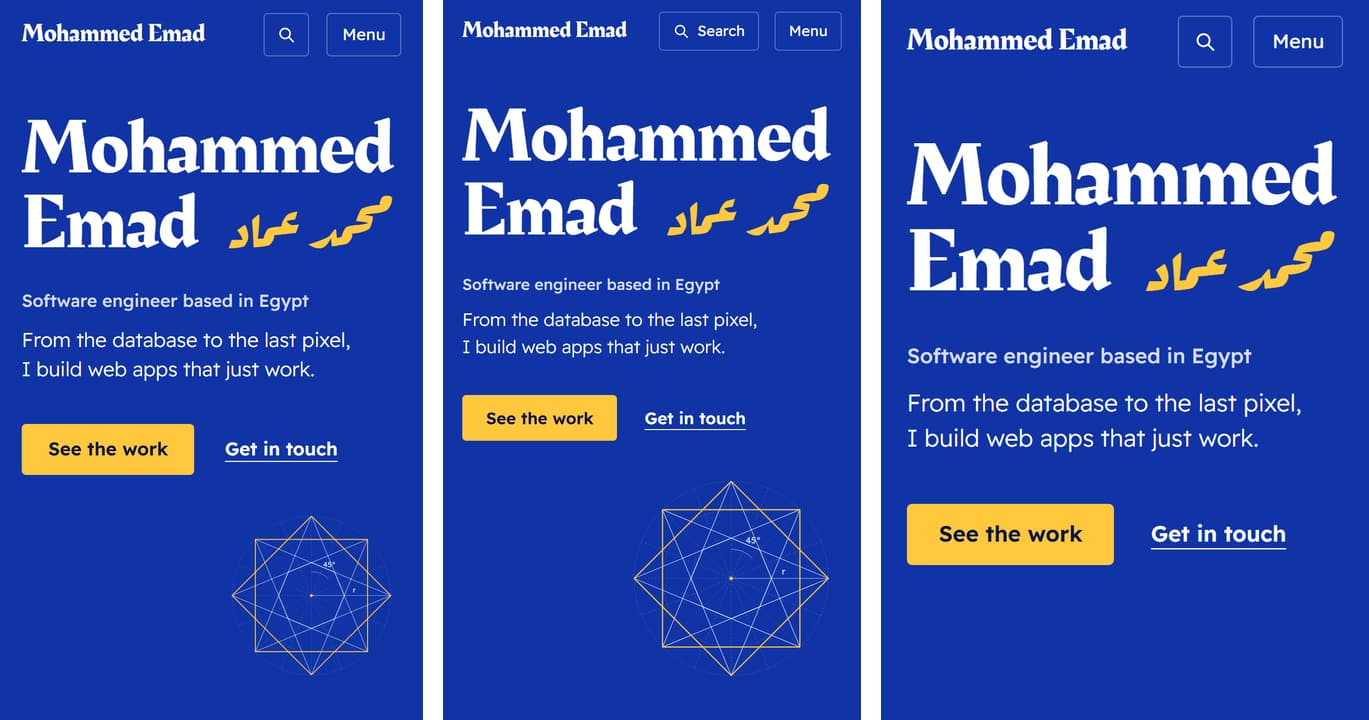 Mohammed Emad
Menu
Mohammed
Emad محمد عماد
Software engineer based in Egypt
From the database to the last pixel,
I build web apps that just work.
See the work
Get in touch
45°
r
Mohammed Emad
Search
Menu
Mohammed
Emad محمد عماد
Software engineer based in Egypt
From the database to the last pixel,
I build web apps that just work.
See the work
Get in touch
45°
r
Mohammed Emad
Menu
Mohammed
Emad محمد عماد
Software engineer based in Egypt
From the database to the last pixel,
I build web apps that just work.
See the work
Get in touch